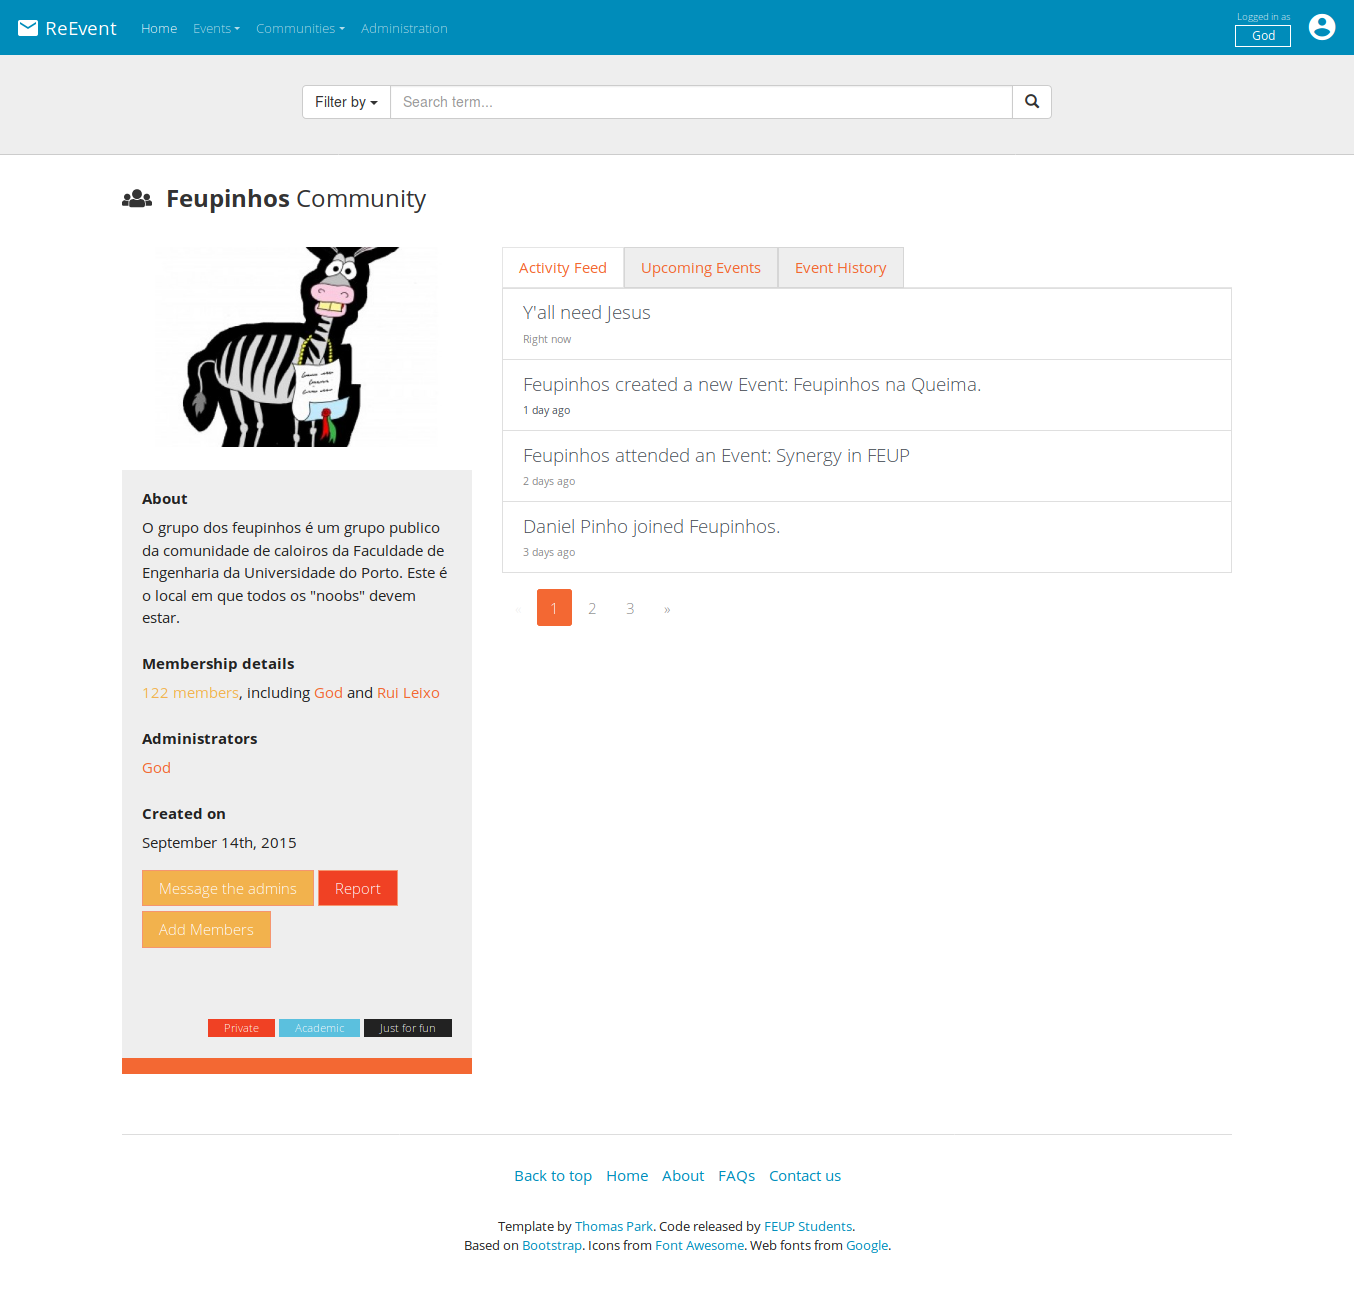 ReEvent Home Events Communities Administration
Logged in as
God
Filter by Search term...
Feupinhos Community
Activity Feed Upcoming Events Event History
Y'all need Jesus
Right now
Feupinhos created a new Event: Feupinhos na Queima.
1 day ago
Feupinhos attended an Event: Synergy in FEUP
2 days ago
Daniel Pinho joined Feupinhos.
3 days ago
« 1 2 3 »
About
O grupo dos feupinhos é um grupo publico
da comunidade de caloiros da Faculdade de
Engenharia da Universidade do Porto. Este é
o local em que todos os "noobs" devem
estar.
Membership details
122 members, including God and Rui Leixo
Administrators
God
Created on
September 14th, 2015
Message the admins Report
Add Members
Private Academic Just for fun
Back to top Home About FAQs Contact us
Template by Thomas Park. Code released by FEUP Students.
Based on Bootstrap. Icons from Font Awesome. Web fonts from Google.